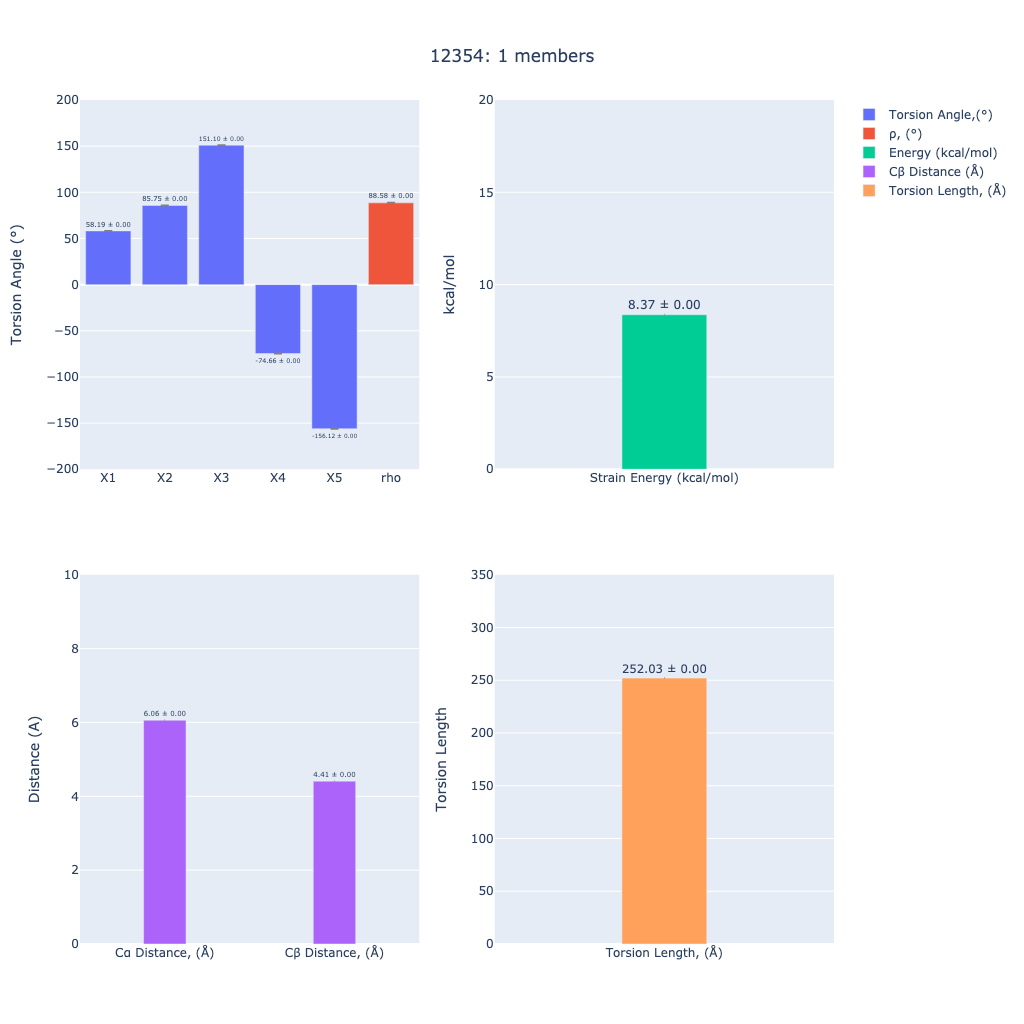 12354: 1 members
Torsion Angle (°)
200
150
100
50
0
−50
−100
−150
−200
58.19 ± 0.00
85.75 ± 0.00
151.10 ± 0.00
-74.66 ± 0.00
-156.12 ± 0.00
88.58 ± 0.00
X1
X2
X3
X4
X5
rho
kcal/mol
20
15
10
5
0
8.37 ± 0.00
Strain Energy (kcal/mol)
Torsion Angle,(°)
ρ, (°)
Energy (kcal/mol)
Cβ Distance (Å)
Torsion Length, (Å)
Distance (A)
10
8
6
4
2
0
6.06 ± 0.00
4.41 ± 0.00
Cα Distance, (Å)
Cβ Distance, (Å)
Torsion Length
350
300
250
200
150
100
50
0
252.03 ± 0.00
Torsion Length, (Å)